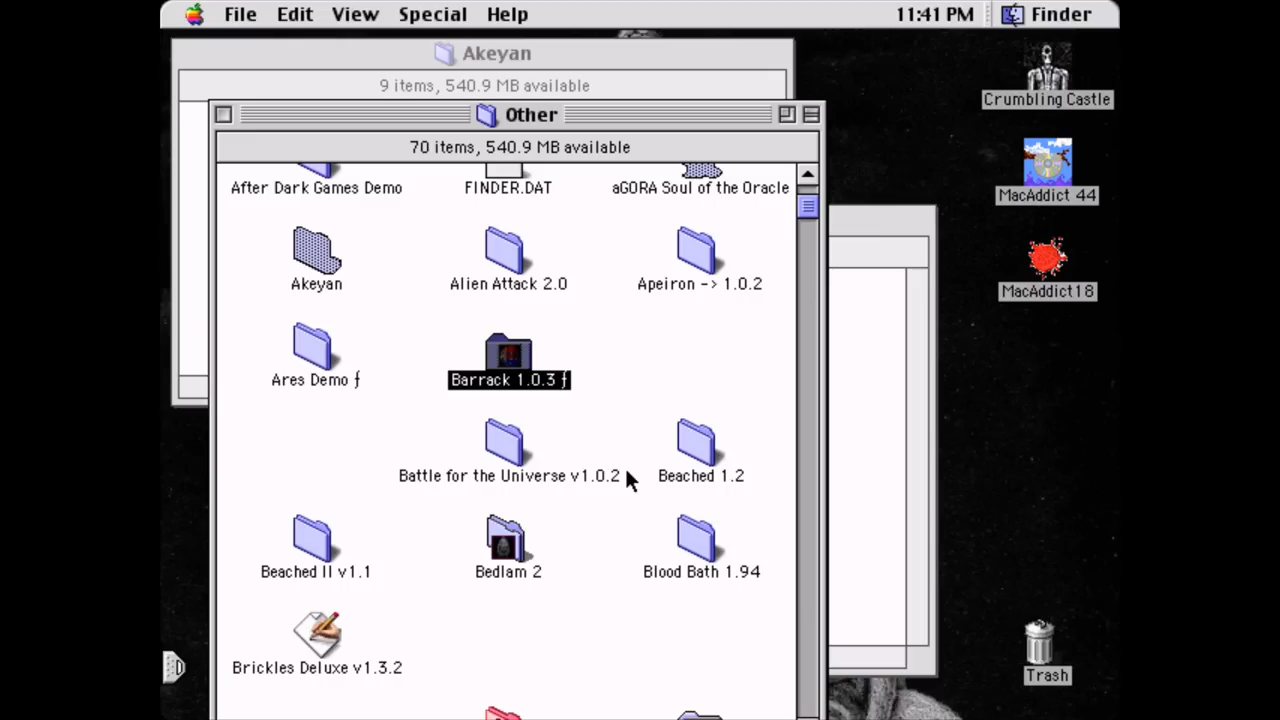 File Edit View Special Help 11:41 PM Finder
Akeyan
9 items, 540.9 MB available
Other
70 items, 540.9 MB available
After Dark Games Demo FINDER.DAT aGORA Soul of the Oracle
Akeyan Alien Attack 2.0 Apeiron -> 1.0.2
Ares Demo ƒ Barrack 1.0.3 ƒ
Battle for the Universe v1.0.2 Beached 1.2
Beached II v1.1 Bedlam 2 Blood Bath 1.94
Brickles Deluxe v1.3.2
Crumbling Castle
MacAddict 44
MacAddict18
Trash